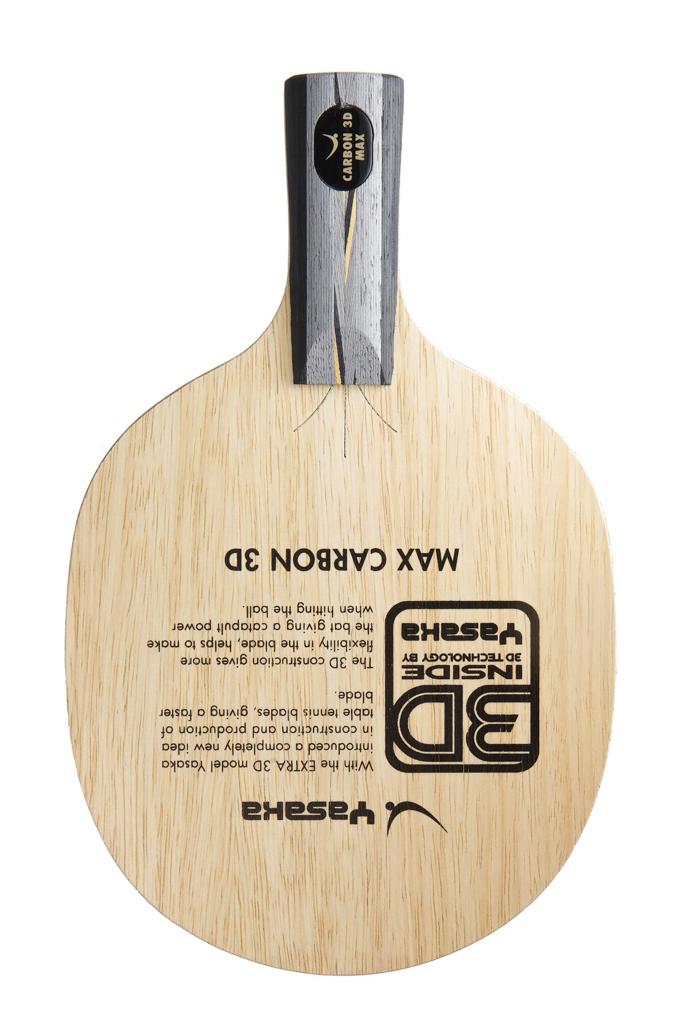 Yasaka
With the EXTRA 3D model Yasaka
introduced a completely new idea
in construction and production of
table tennis blades, giving a faster
blade.
The 3D construction gives more
flexibility in the blade, helps to make
the bat giving a catapult power
when hitting the ball.
3D
INSIDE
3D TECHNOLOGY BY
Yasaka
MAX CARBON 3D
CARBON 3D
MAX